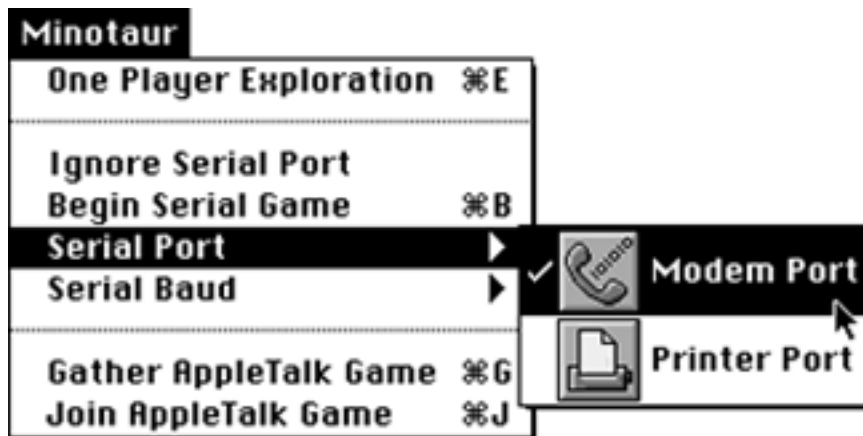 Minotaur
One Player Exploration ⌘E
Ignore Serial Port
Begin Serial Game ⌘B
Serial Port ▶
Serial Baud ▶
✓ Modem Port
Printer Port
Gather AppleTalk Game ⌘G
Join AppleTalk Game ⌘J